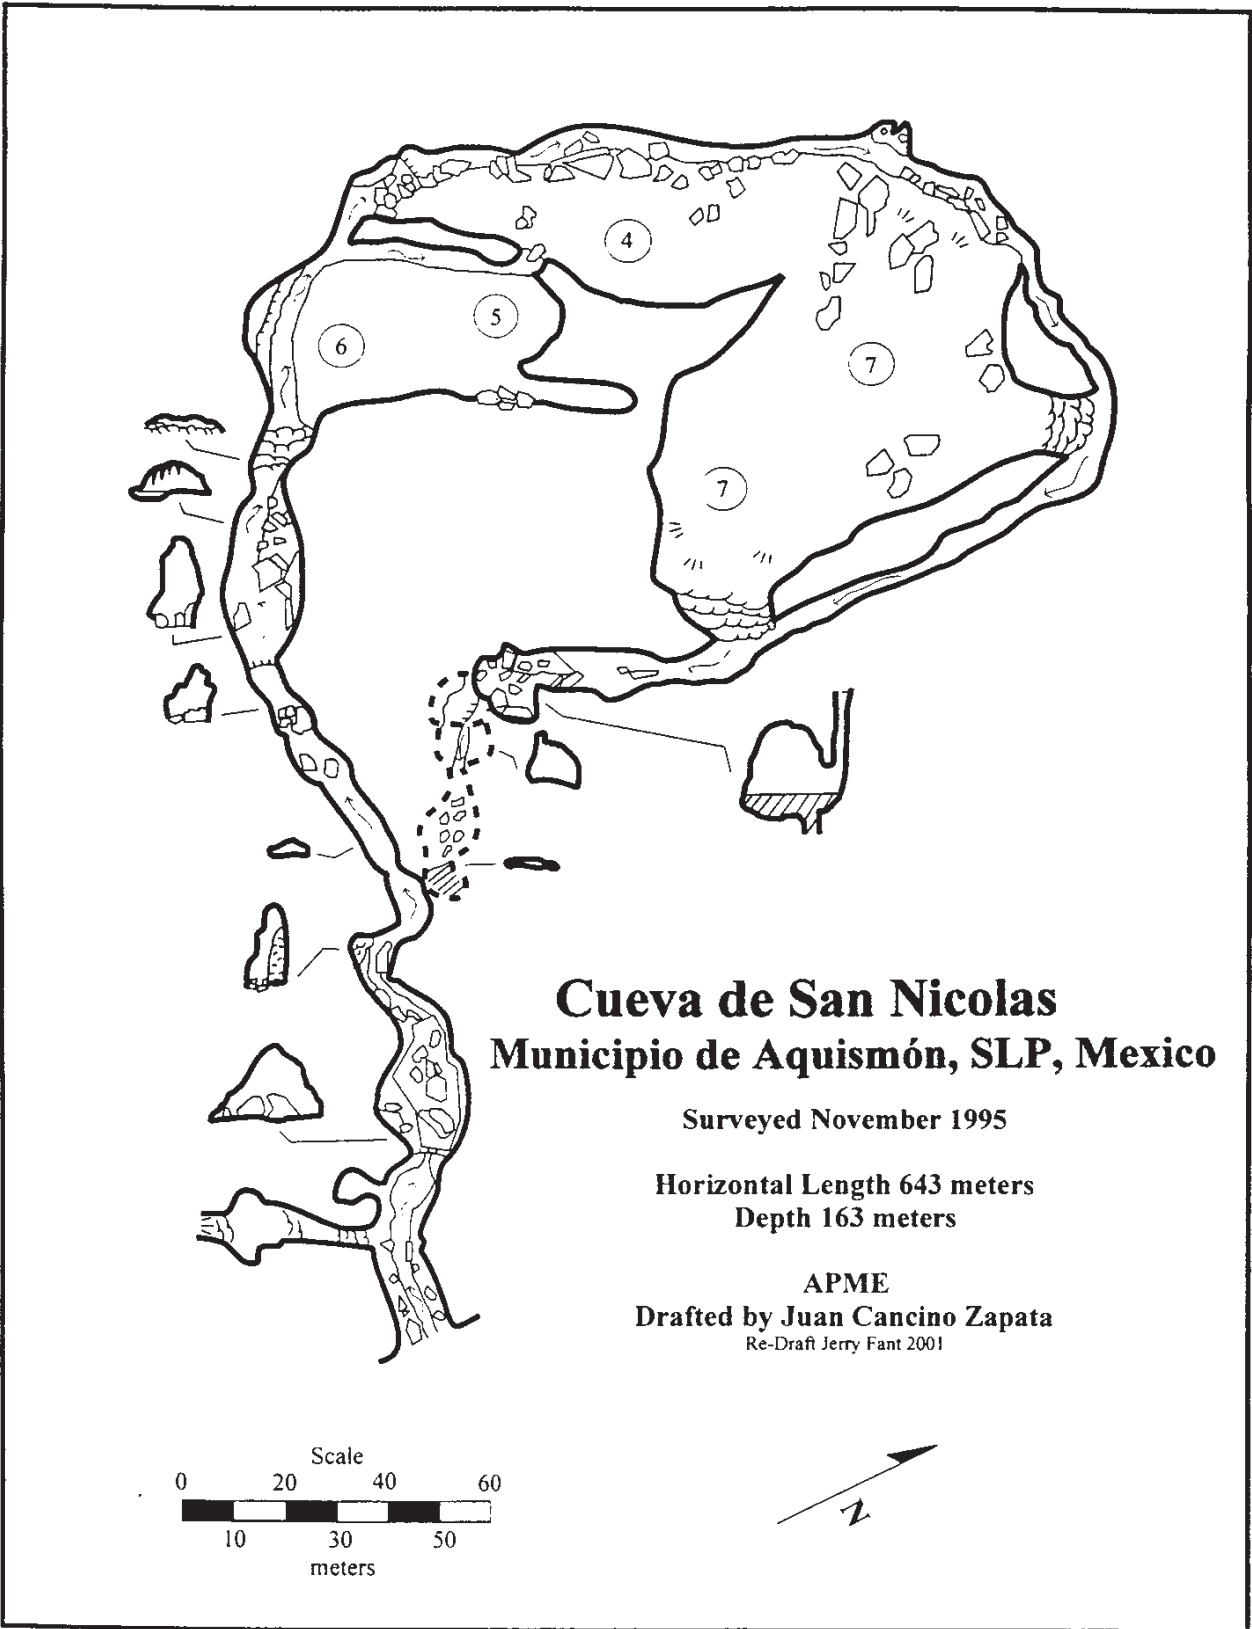 4
5
6
7
7
Cueva de San Nicolas
Municipio de Aquismón, SLP, Mexico
Surveyed November 1995
Horizontal Length 643 meters
Depth 163 meters
APME
Drafted by Juan Cancino Zapata
Re-Draft Jerry Fant 2001
Scale
0 20 40 60
10 30 50
meters
N